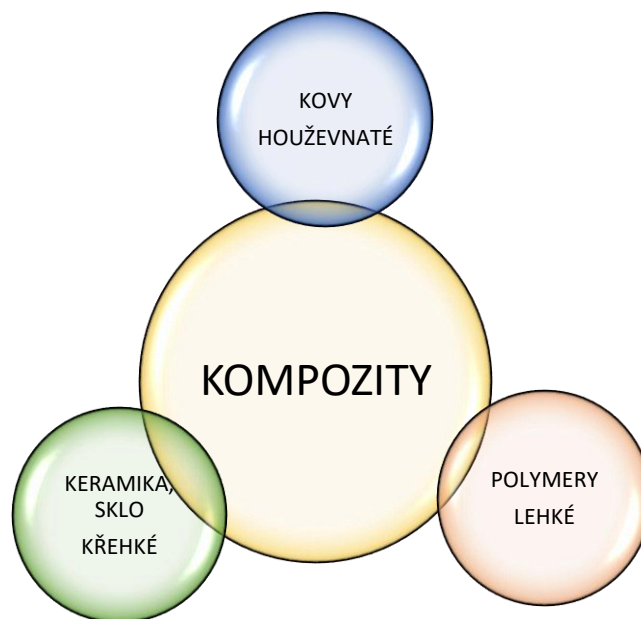 KOVY
HOUŽEVNATÉ
KOMPOZITY
KERAMIKA,
SKLO
KŘEHKÉ
POLYMERY
LEHKÉ